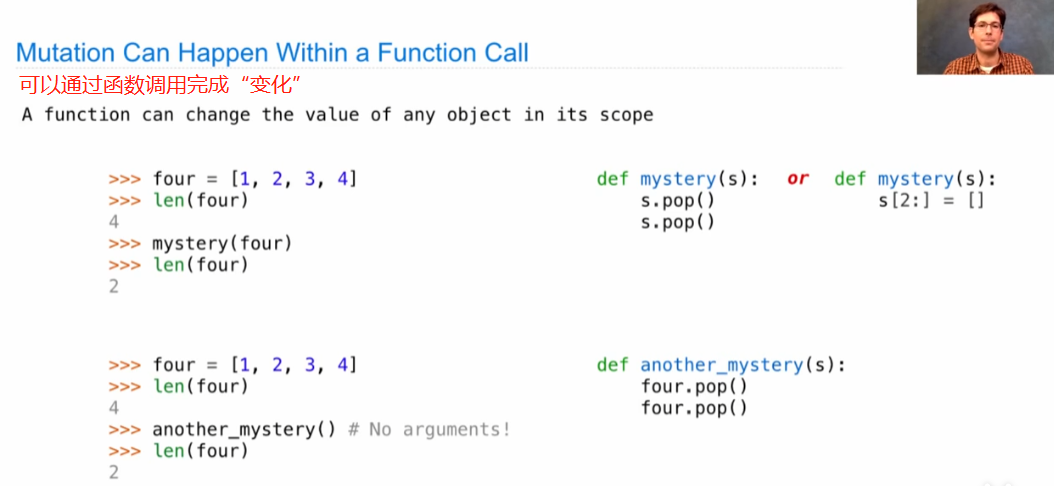 Mutation Can Happen Within a Function Call
可以通过函数调用完成“变化”
A function can change the value of any object in its scope
>>> four = [1, 2, 3, 4]
>>> len(four)
4
>>> mystery(four)
>>> len(four)
2
def mystery(s):
s.pop()
s.pop()
or
def mystery(s):
s[2:] = []
>>> four = [1, 2, 3, 4]
>>> len(four)
4
>>> another_mystery() # No arguments!
>>> len(four)
2
def another_mystery(s):
four.pop()
four.pop()